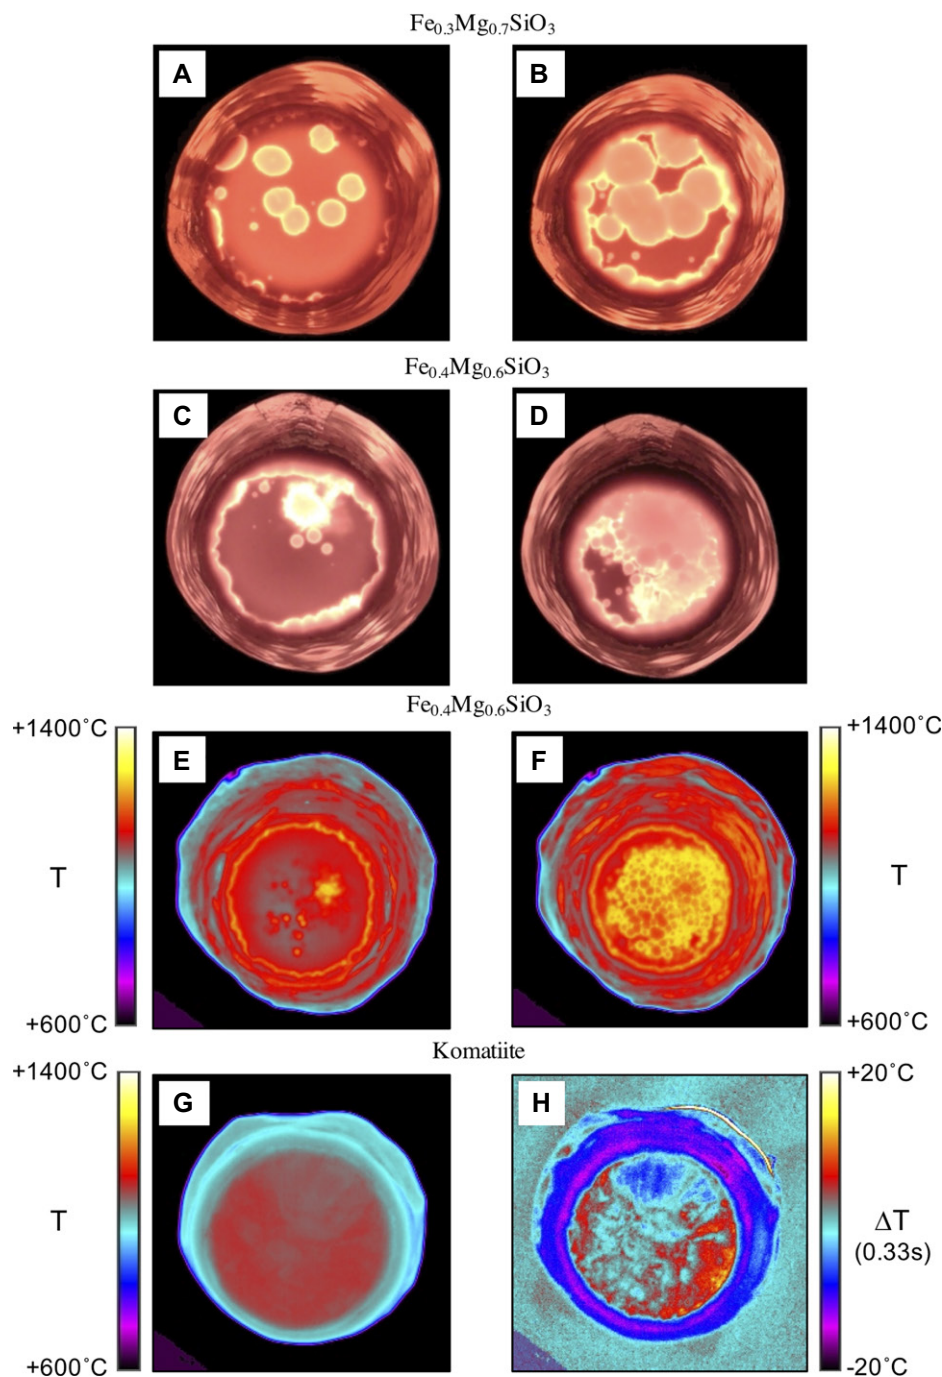 Fe₀.₃Mg₀.₇SiO₃
A
B
Fe₀.₄Mg₀.₆SiO₃
C
D
Fe₀.₄Mg₀.₆SiO₃
+1400˚C
E
F
+1400˚C
T
T
+600˚C
+600˚C
Komatiite
+1400˚C
G
H
+20˚C
T
ΔT
(0.33s)
+600˚C
-20˚C